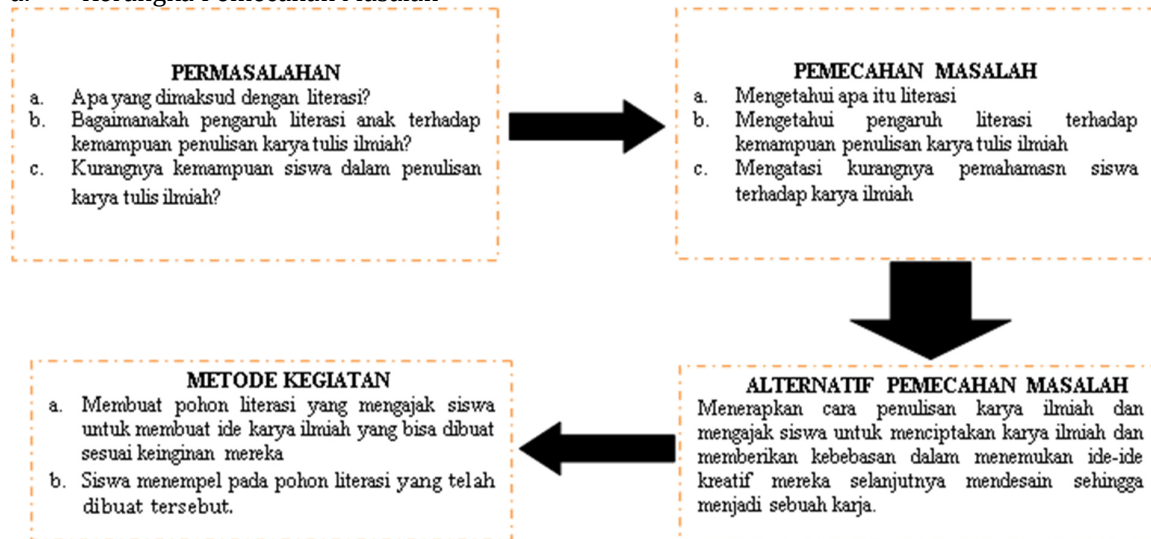 a. Kerangka Pemecahan Masalah
PERMASALAHAN
a. Apa yang dimaksud dengan literasi?
b. Bagaimanakah pengaruh literasi anak terhadap
kemampuan penulisan karya tulis ilmiah?
c. Kurangnya kemampuan siswa dalam penulisan
karya tulis ilmiah?
PEMECAHAN MASALAH
a. Mengetahui apa itu literasi
b. Mengetahui pengaruh literasi terhadap
kemampuan penulisan karya tulis ilmiah
c. Mengatasi kurangnya pemahamasn siswa
terhadap karya ilmiah
ALTERNATIF PEMECAHAN MASALAH
Menerapkan cara penulisan karya ilmiah dan
mengajak siswa untuk menciptakan karya ilmiah dan
memberikan kebebasan dalam menemukan ide-ide
kreatif mereka selanjutnya mendesain sehingga
menjadi sebuah karja.
METODE KEGIATAN
a. Membuat pohon literasi yang mengajak siswa
untuk membuat ide karya ilmiah yang bisa dibuat
sesuai keinginan mereka
b. Siswa menempel pada pohon literasi yang telah
dibuat tersebut.